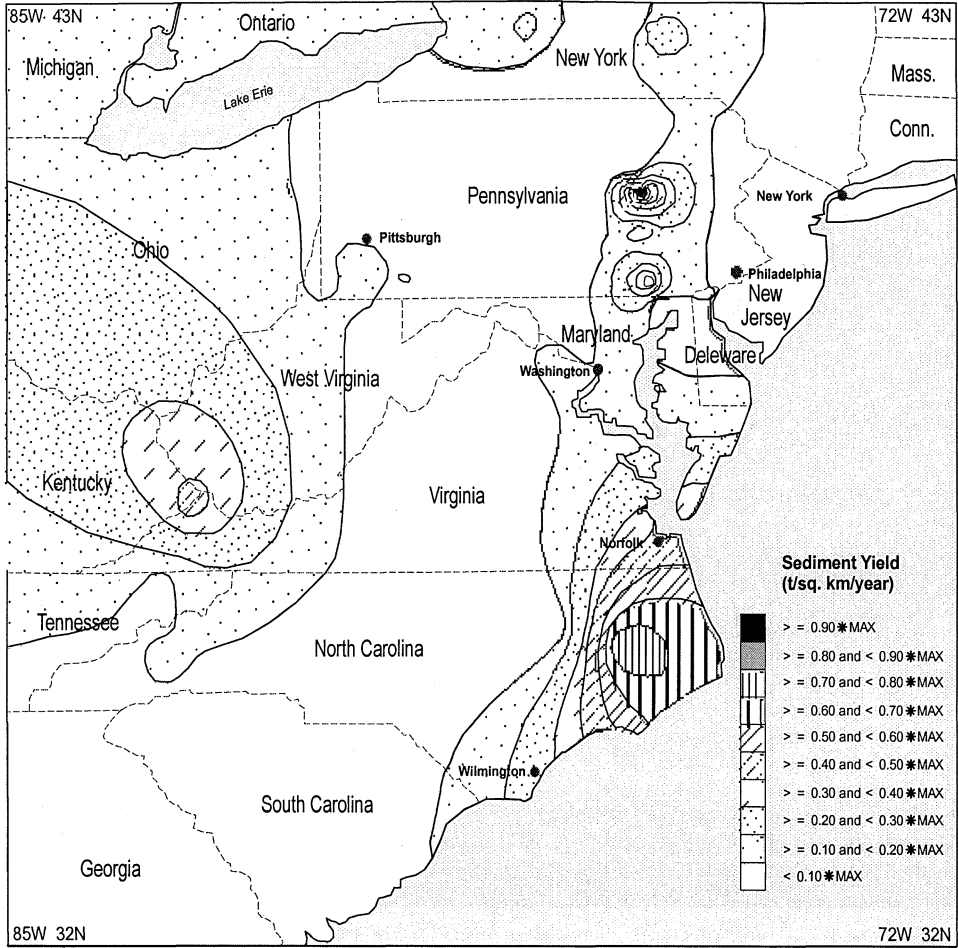 85W 43N
Ontario
72W 43N
Michigan
New York
Mass.
Lake Erie
Conn.
Pennsylvania
New York
Ohio
Pittsburgh
Philadelphia
New
Jersey
Maryland
Deleware
West Virginia
Washington
Kentucky
Virginia
Norfolk
Sediment Yield
(t/sq. km/year)
Tennessee
North Carolina
> = 0.90✱MAX
> = 0.80 and < 0.90✱MAX
> = 0.70 and < 0.80✱MAX
> = 0.60 and < 0.70✱MAX
> = 0.50 and < 0.60✱MAX
> = 0.40 and < 0.50✱MAX
> = 0.30 and < 0.40✱MAX
> = 0.20 and < 0.30✱MAX
> = 0.10 and < 0.20✱MAX
< 0.10✱MAX
Wilmington
South Carolina
Georgia
85W 32N
72W 32N